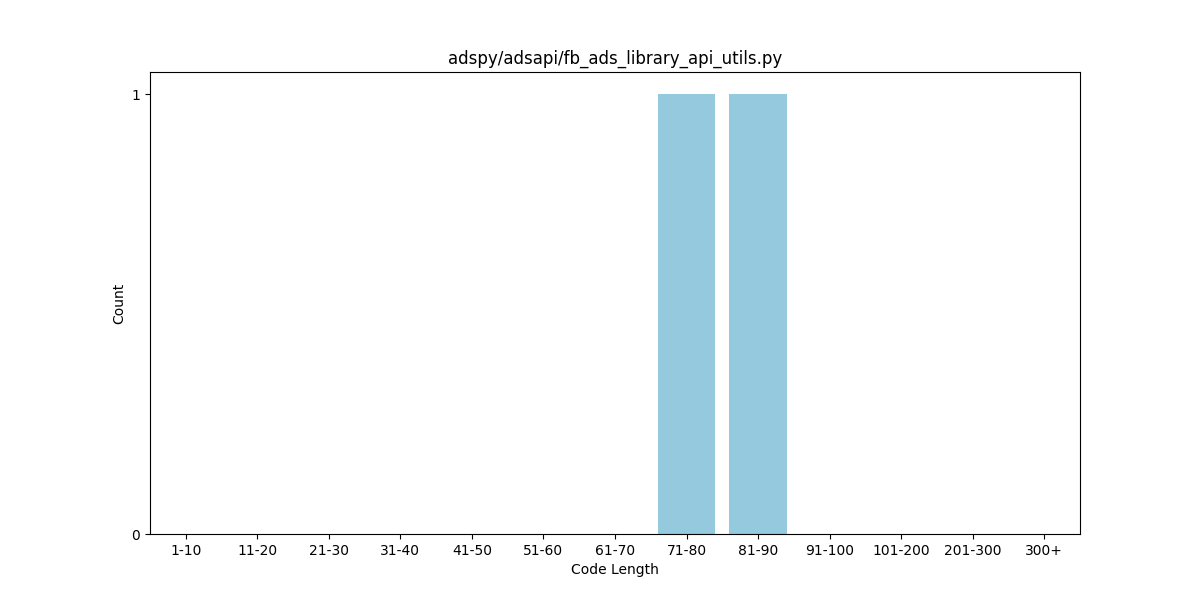 adspy/adsapi/fb_ads_library_api_utils.py
1
Count
0
1-10 11-20 21-30 31-40 41-50 51-60 61-70 71-80 81-90 91-100 101-200 201-300 300+
Code Length